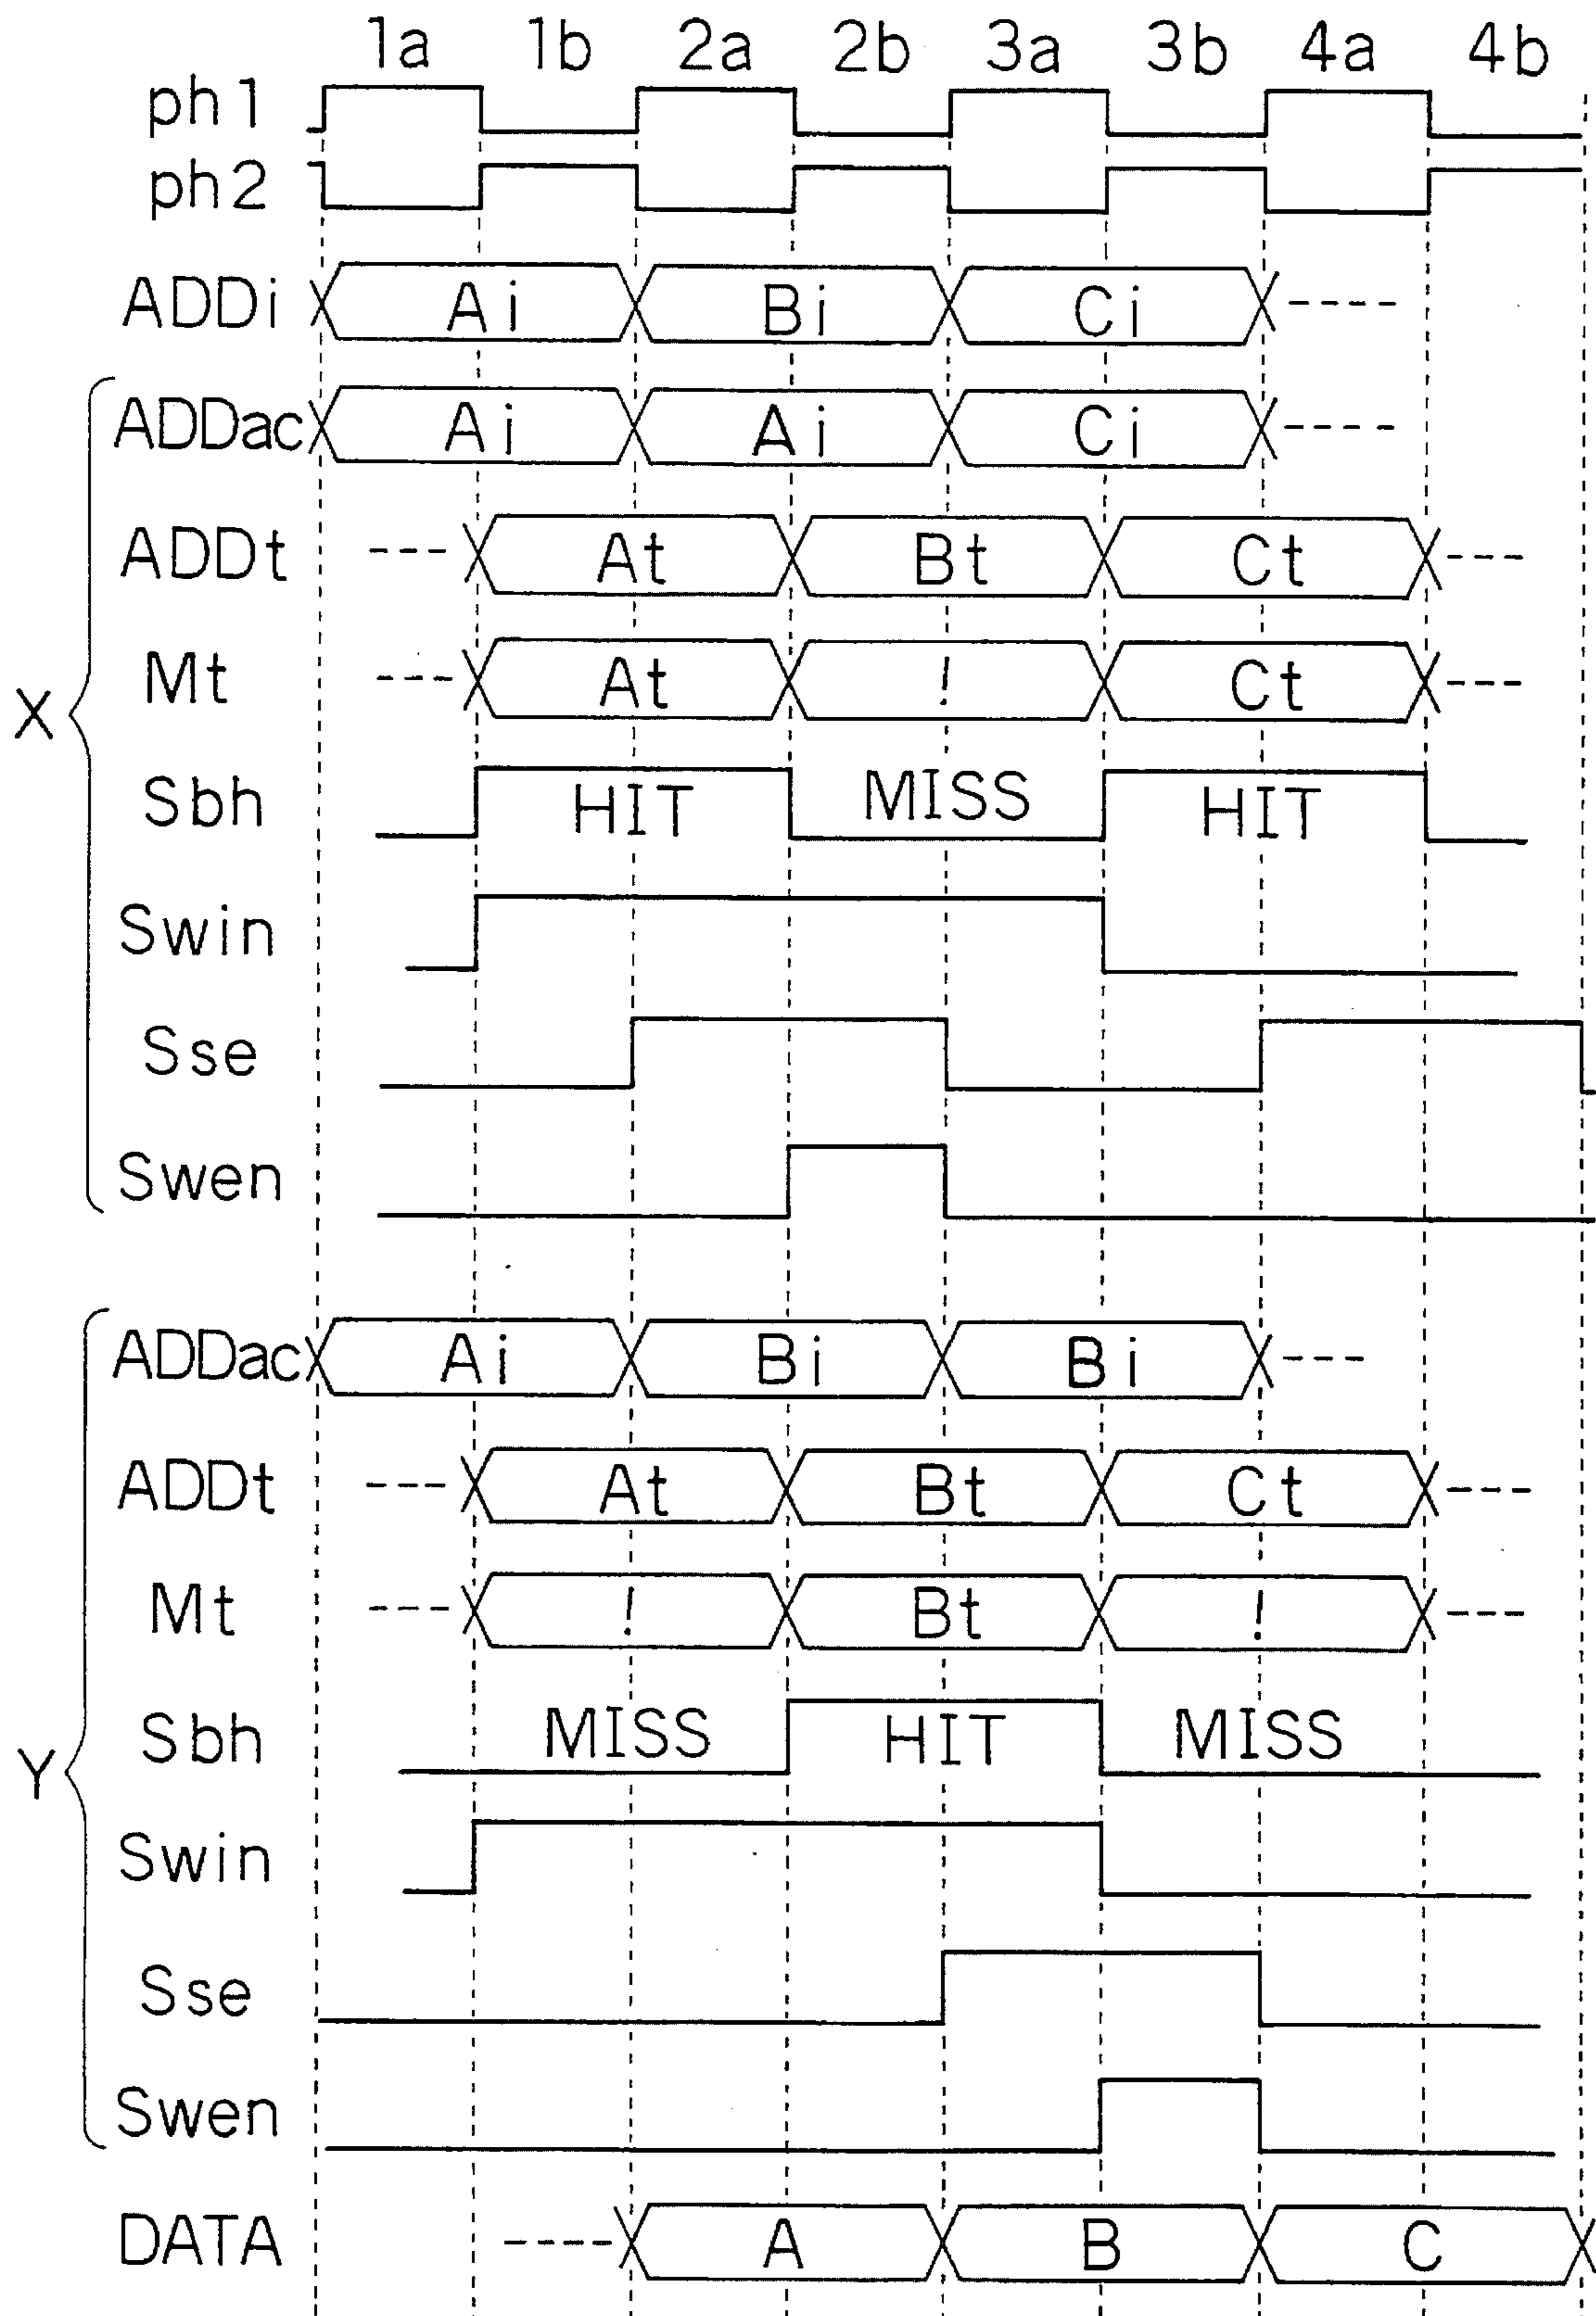 1a 1b 2a 2b 3a 3b 4a 4b
ph1
ph2
ADDi Ai Bi Ci
X
ADDac Ai Ai Ci
ADDt At Bt Ct
Mt At ! Ct
Sbh HIT MISS HIT
Swin
Sse
Swen
Y
ADDac Ai Bi Bi
ADDt At Bt Ct
Mt ! Bt !
Sbh MISS HIT MISS
Swin
Sse
Swen
DATA A B C